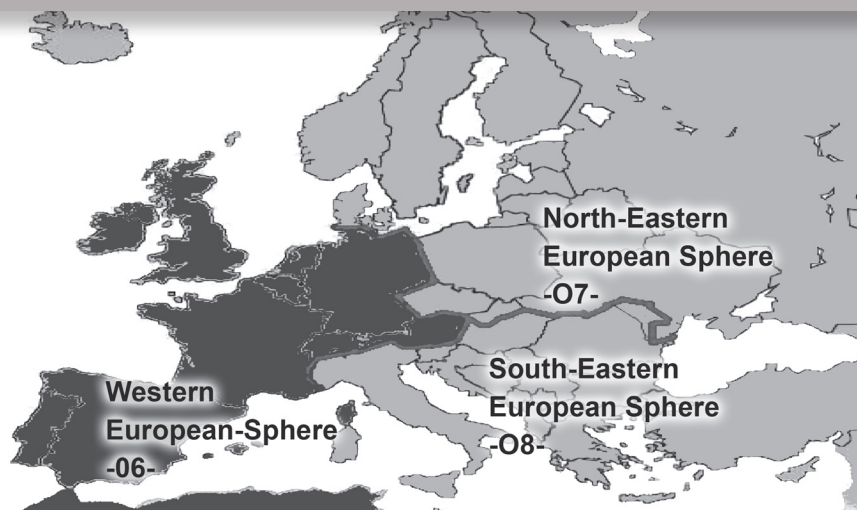 North-Eastern
European Sphere
-O7-
South-Eastern
European Sphere
-O8-
Western
European-Sphere
-06-